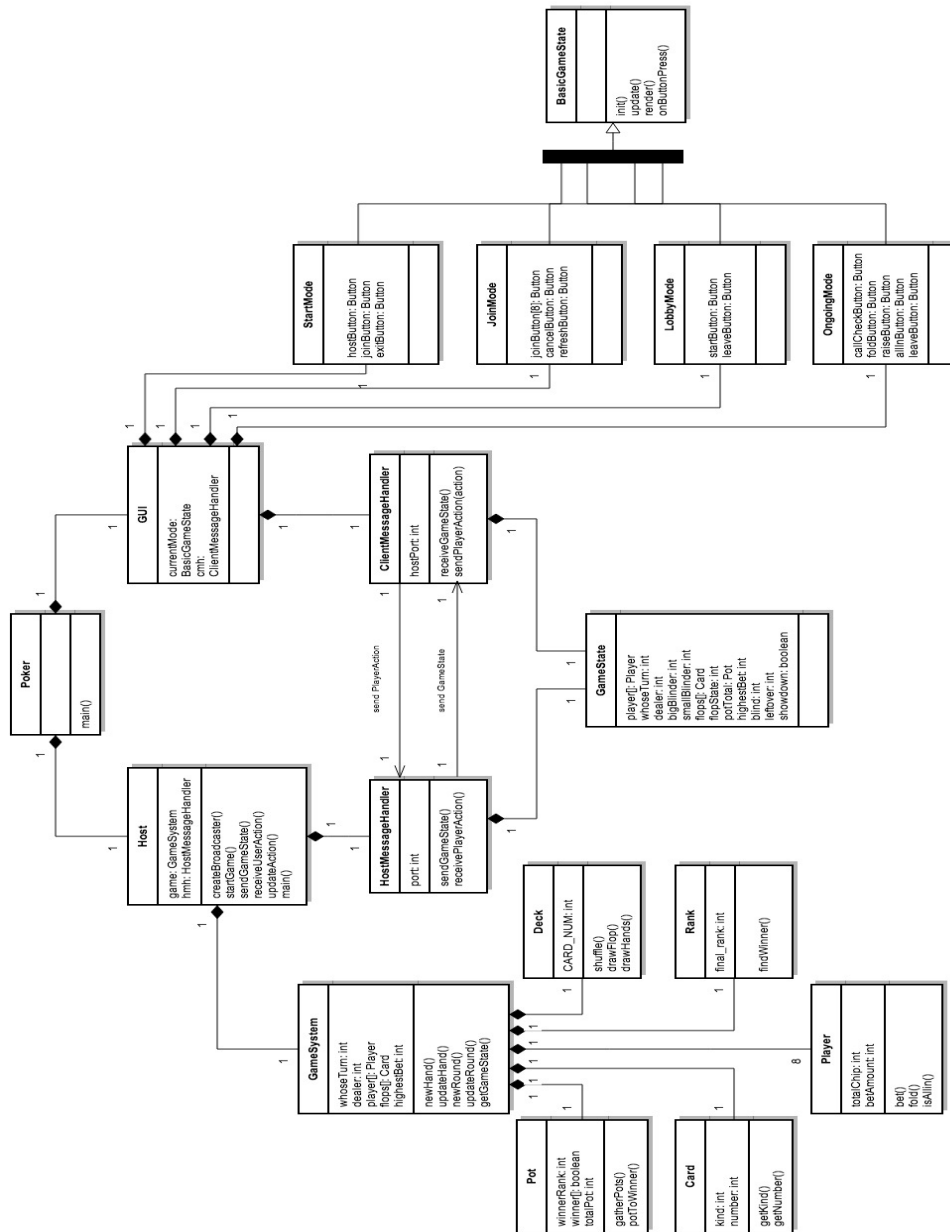 Poker
main()
1
1
1
1
Host
game: GameSystem
hmh: HostMessageHandler
createBroadcaster()
startGame()
sendGameState()
receiveUserAction()
updateAction()
main()
1
1
1
1
GUI
currentMode:
BasicGameState
cmh:
ClientMessageHandler
1
1
1
1
1
1
1
1
1
1
GameSystem
whoseTurn: int
dealer: int
player[]: Player
flops[]: Card
highestBet: int
newHand()
updateHand()
newRound()
updateRound()
getGameState()
1
1
1
1
1
HostMessageHandler
port: int
sendGameState()
receivePlayerAction()
1
1
1
send PlayerAction
send GameState
1
1
1
ClientMessageHandler
hostPort: int
receiveGameState()
sendPlayerAction(action)
StartMode
hostButton: Button
joinButton: Button
exitButton: Button
JoinMode
joinButton[8]: Button
cancelButton: Button
refreshButton: Button
LobbyMode
startButton: Button
leaveButton: Button
OngoingMode
callCheckButton: Button
foldButton: Button
raiseButton: Button
allInButton: Button
leaveButton: Button
BasicGameState
init()
update()
render()
onButtonPress()
Pot
winnerRank: int
winner[]: boolean
totalPot: int
gatherPots()
potToWinner()
1
Card
kind: int
number: int
getKind()
getNumber()
1
Player
totalChip: int
betAmount: int
bet()
fold()
isAllin()
8
Rank
final_rank: int
findWinner()
1
Deck
CARD_NUM: int
shuffle()
drawFlop()
drawHands()
1
GameState
player[]: Player
whoseTurn: int
dealer: int
bigBlinder: int
smallBlinder: int
flops[]: Card
flopState: int
potTotal: Pot
highestBet: int
blind: int
leftover: int
showdown: boolean
1
1